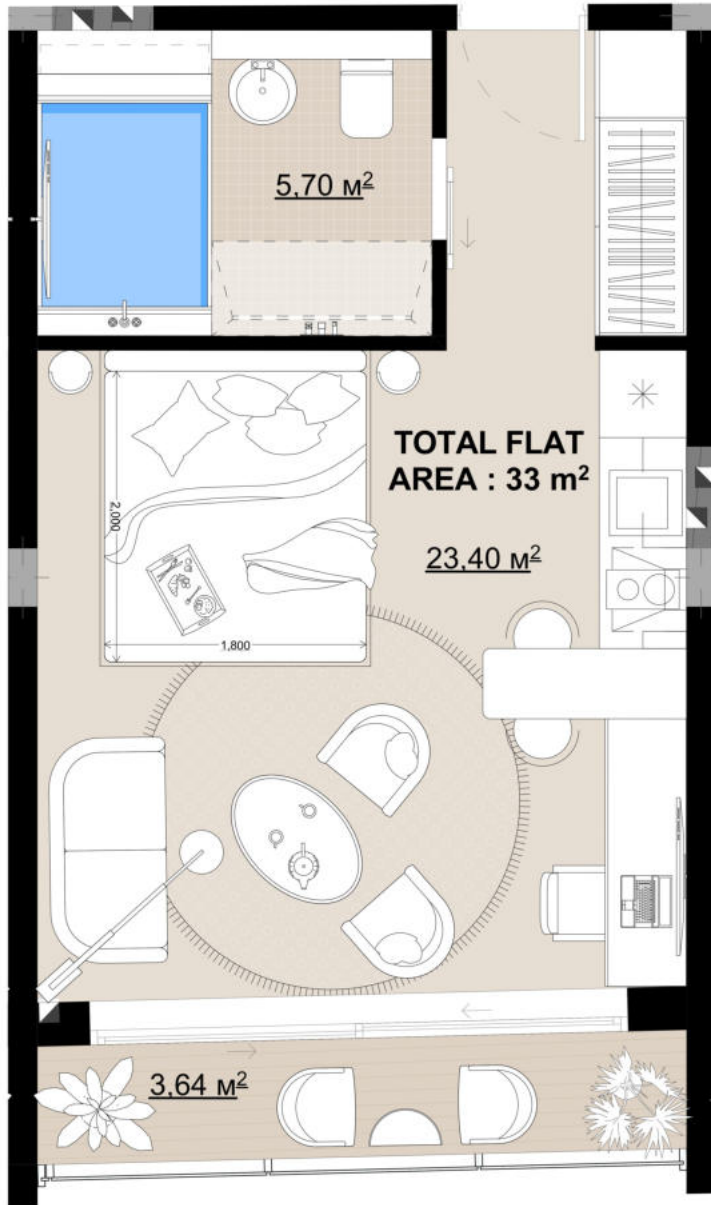 5,70 м²
TOTAL FLAT
AREA : 33 m²
2,000
23,40 м²
1,800
3,64 м²